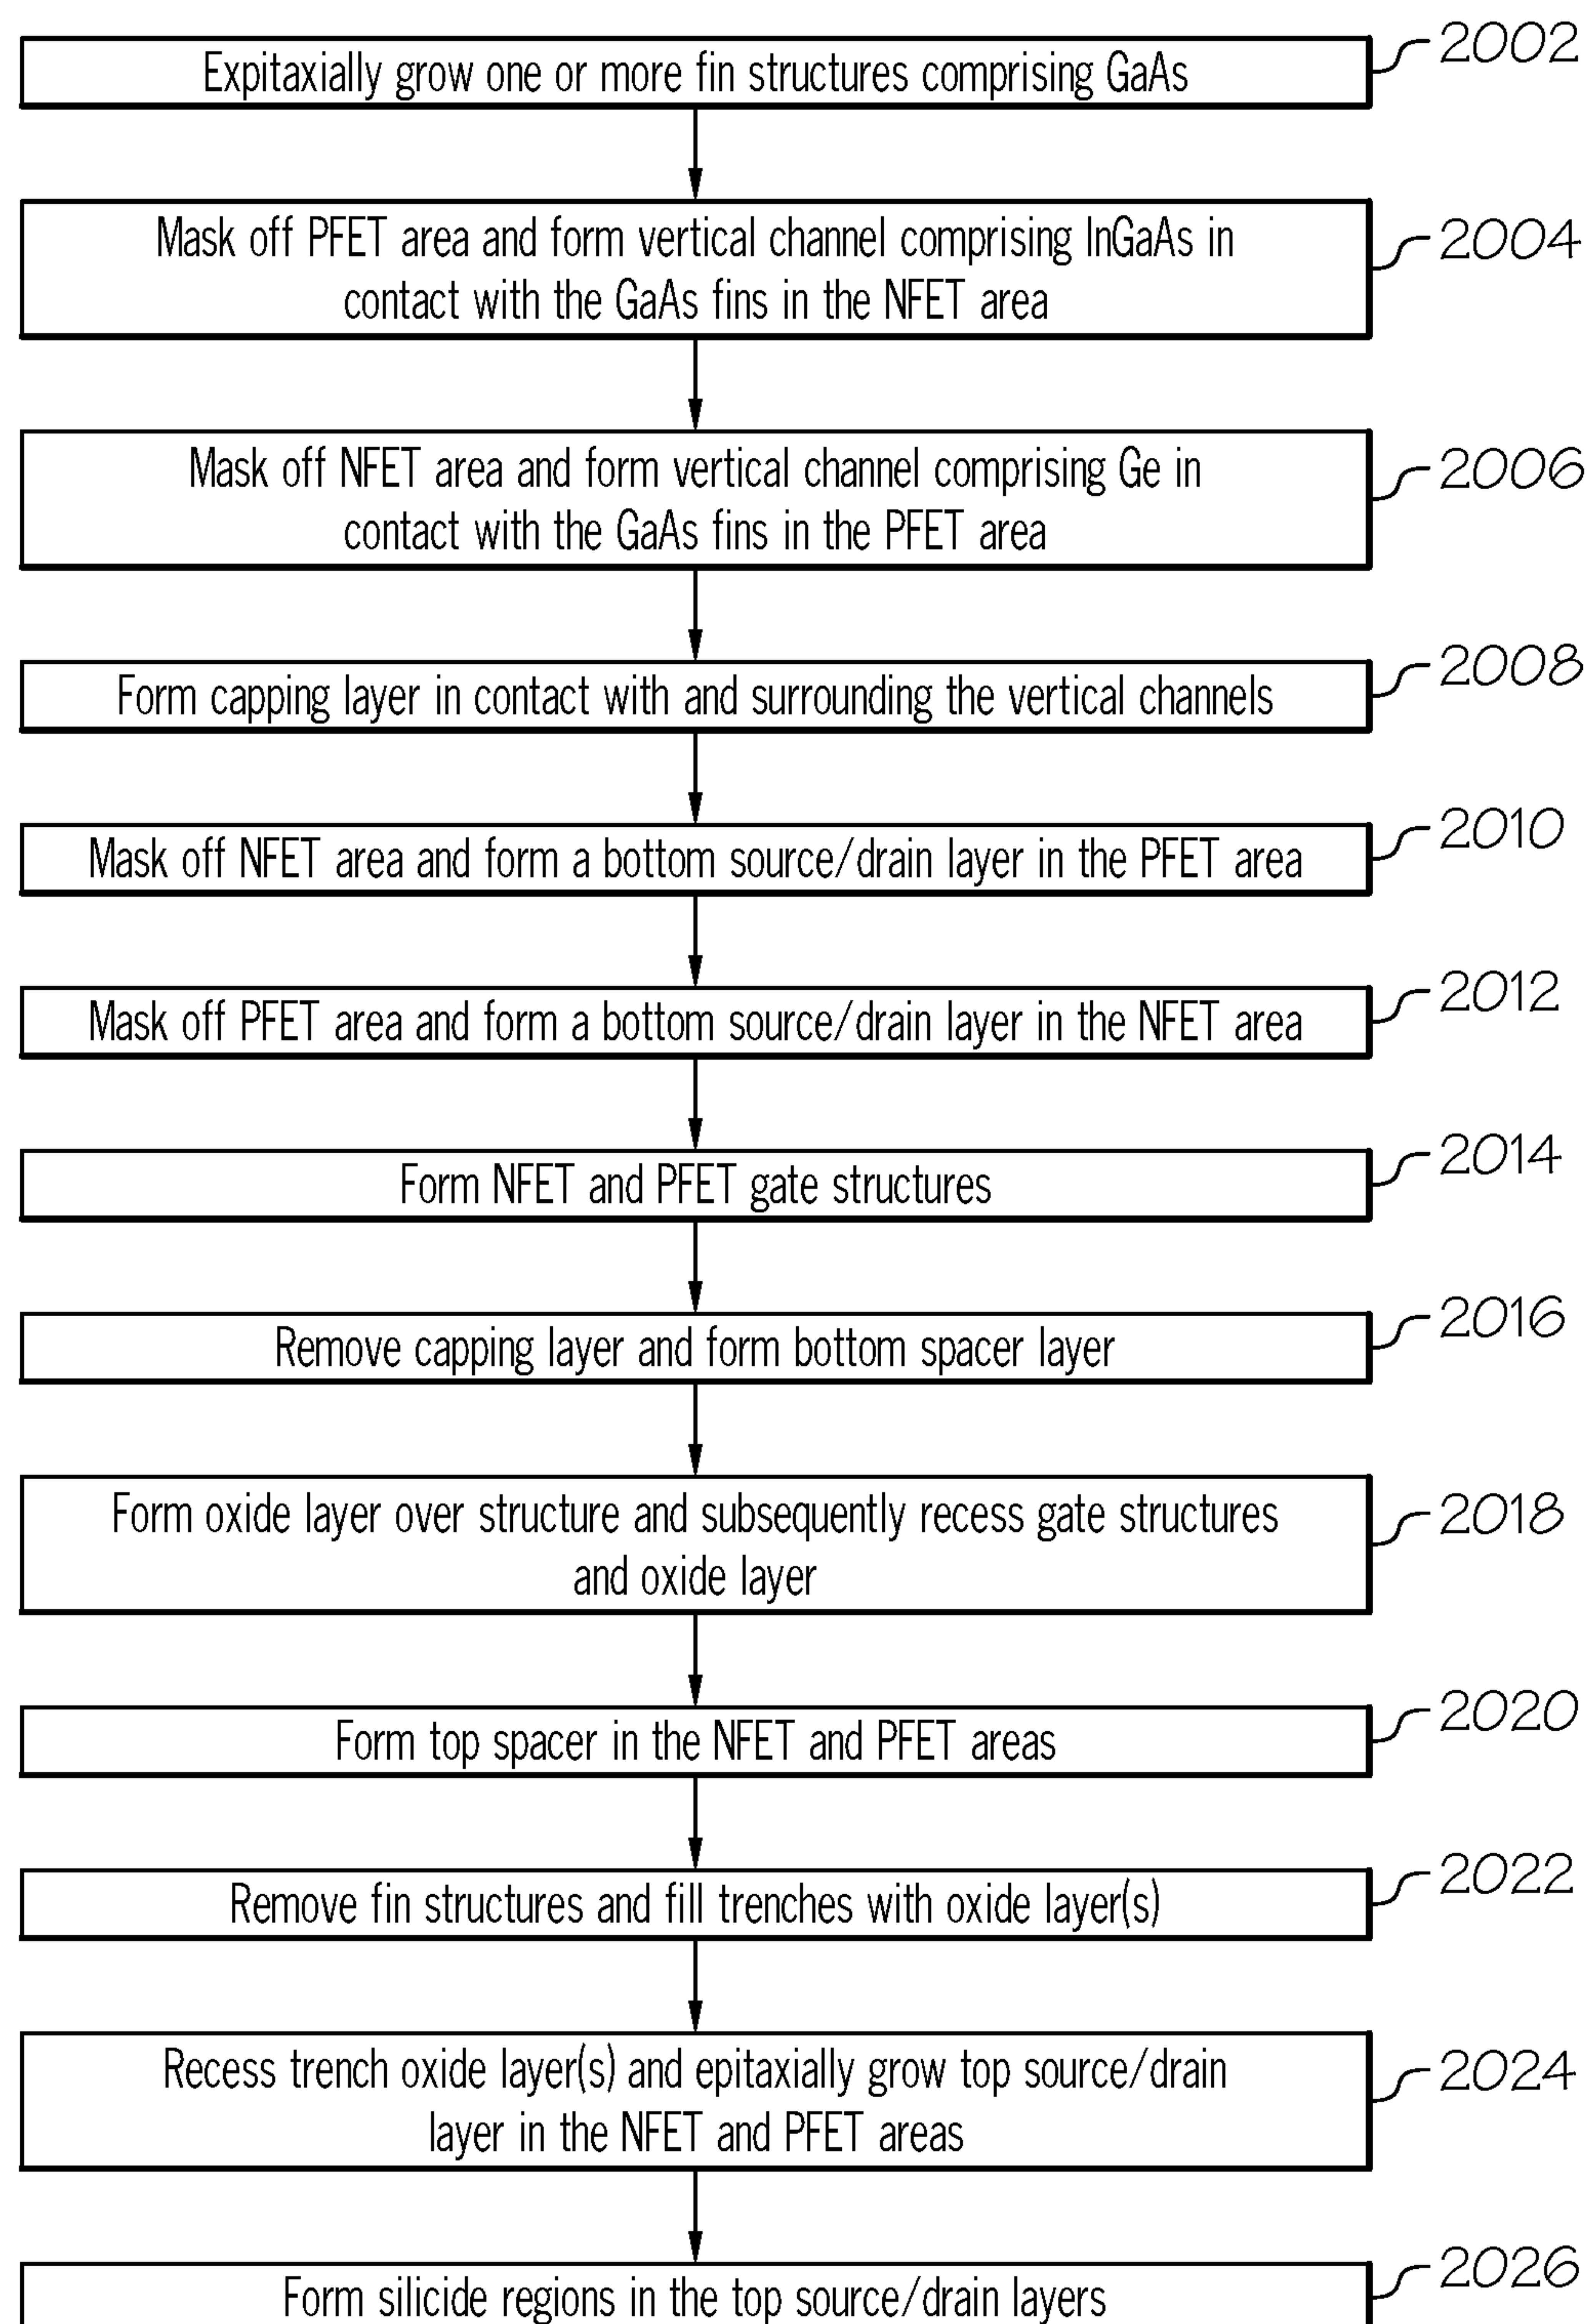 Expitaxially grow one or more fin structures comprising GaAs
2002
Mask off PFET area and form vertical channel comprising InGaAs in
contact with the GaAs fins in the NFET area
2004
Mask off NFET area and form vertical channel comprising Ge in
contact with the GaAs fins in the PFET area
2006
Form capping layer in contact with and surrounding the vertical channels
2008
Mask off NFET area and form a bottom source/drain layer in the PFET area
2010
Mask off PFET area and form a bottom source/drain layer in the NFET area
2012
Form NFET and PFET gate structures
2014
Remove capping layer and form bottom spacer layer
2016
Form oxide layer over structure and subsequently recess gate structures
and oxide layer
2018
Form top spacer in the NFET and PFET areas
2020
Remove fin structures and fill trenches with oxide layer(s)
2022
Recess trench oxide layer(s) and epitaxially grow top source/drain
layer in the NFET and PFET areas
2024
Form silicide regions in the top source/drain layers
2026